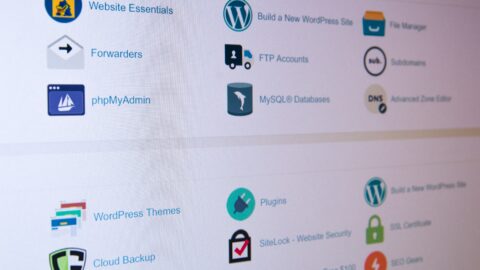 Website Essentials
Build a New WordPress Site
File Manager
Forwarders
FTP Accounts
sub.
Subdomains
phpMyAdmin
MySQL® Databases
DNS
Advanced Zone Editor
WordPress Themes
Plugins
Build a New WordPress Site
Cloud Backup
SiteLock - Website Security
SSL Certificate
SEO Gears